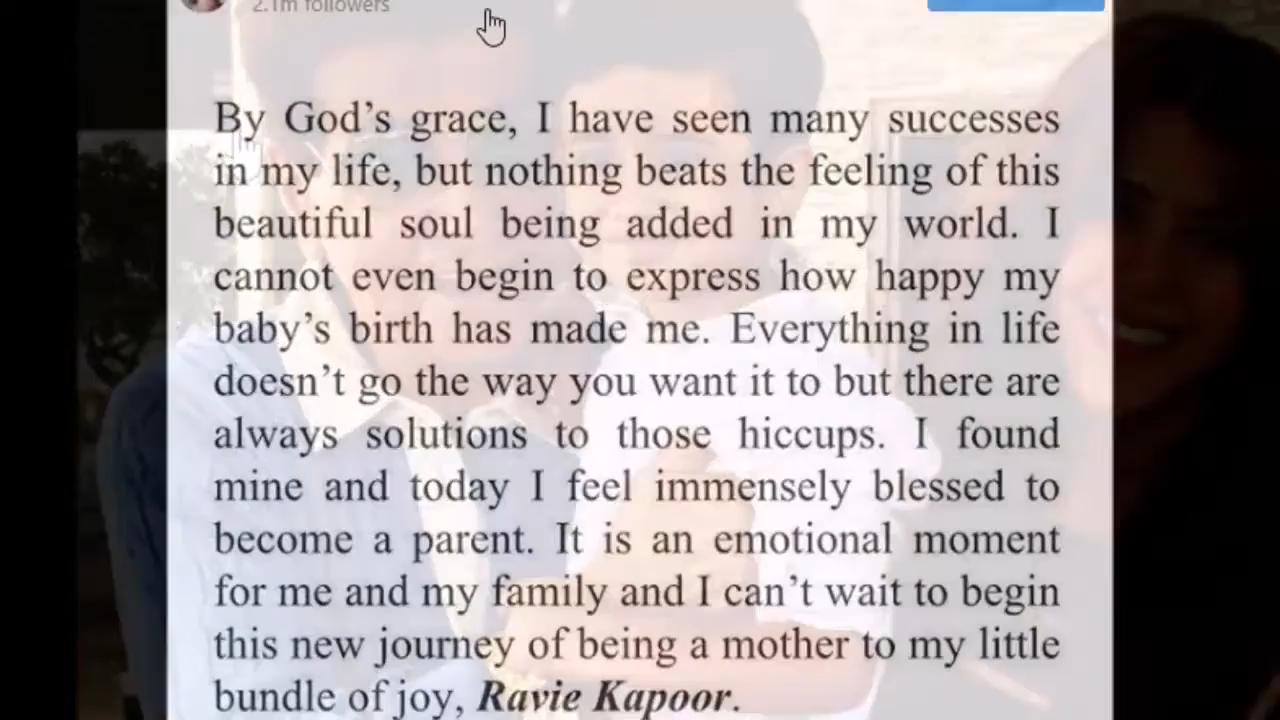 2.1m followers
By God’s grace, I have seen many successes
in my life, but nothing beats the feeling of this
beautiful soul being added in my world. I
cannot even begin to express how happy my
baby’s birth has made me. Everything in life
doesn’t go the way you want it to but there are
always solutions to those hiccups. I found
mine and today I feel immensely blessed to
become a parent. It is an emotional moment
for me and my family and I can’t wait to begin
this new journey of being a mother to my little
bundle of joy, Ravie Kapoor.